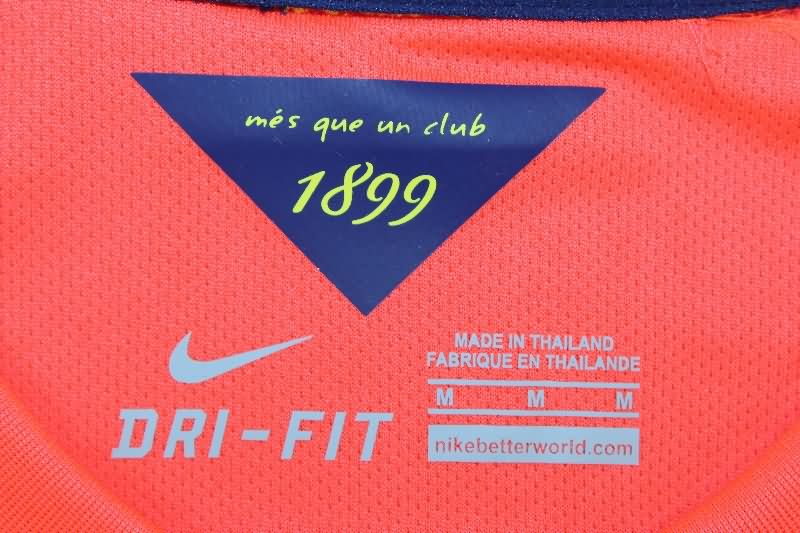 més que un club
1899
MADE IN THAILAND
FABRIQUE EN THAILANDE
M M M
DRI-FIT
nikebetterworld.com